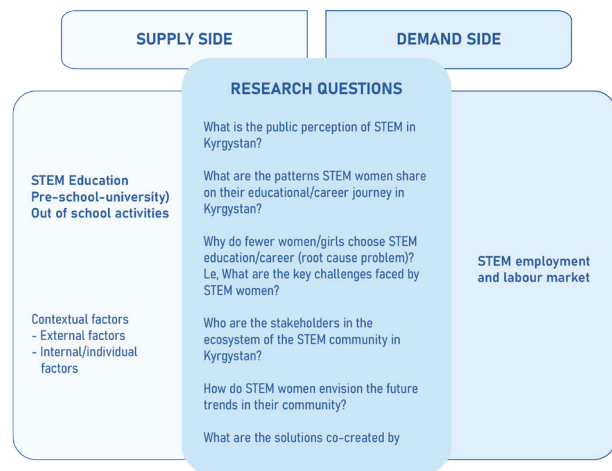 SUPPLY SIDE
DEMAND SIDE
RESEARCH QUESTIONS
What is the public perception of STEM in
Kyrgystan?
What are the patterns STEM women share
on their educational/career journey in
Kyrgystan?
Why do fewer women/girls choose STEM
education/career (root cause problem)?
I.e, What are the key challenges faced by
STEM women?
Who are the stakeholders in the
ecosystem of the STEM community in
Kyrgystan?
How do STEM women envision the future
trends in their community?
What are the solutions co-created by
STEM Education
Pre-school-university)
Out of school activities
Contextual factors
- External factors
- Internal/individual
factors
STEM employment
and labour market